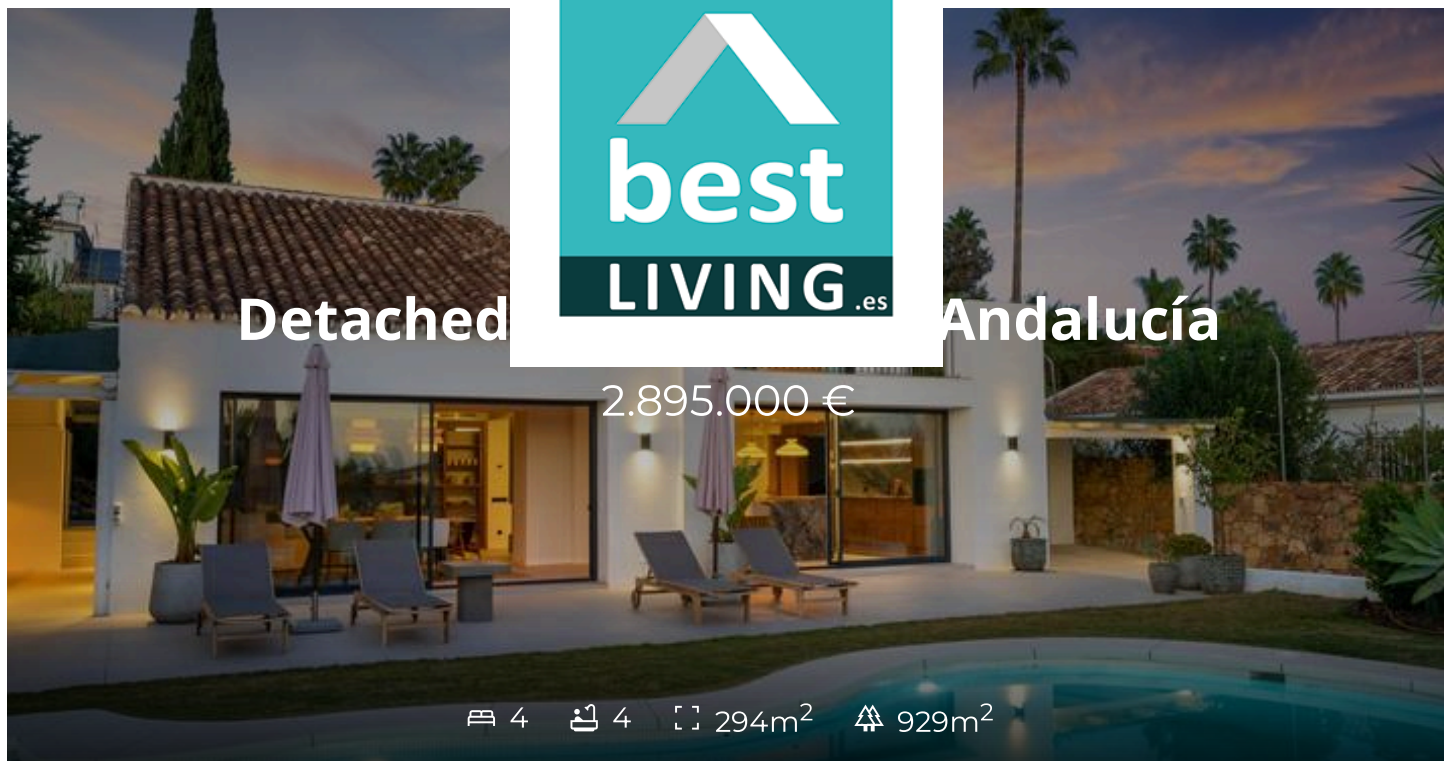 best
LIVING.es
Detached Andalucía
2.895.000 €
4 4 294m² 929m²